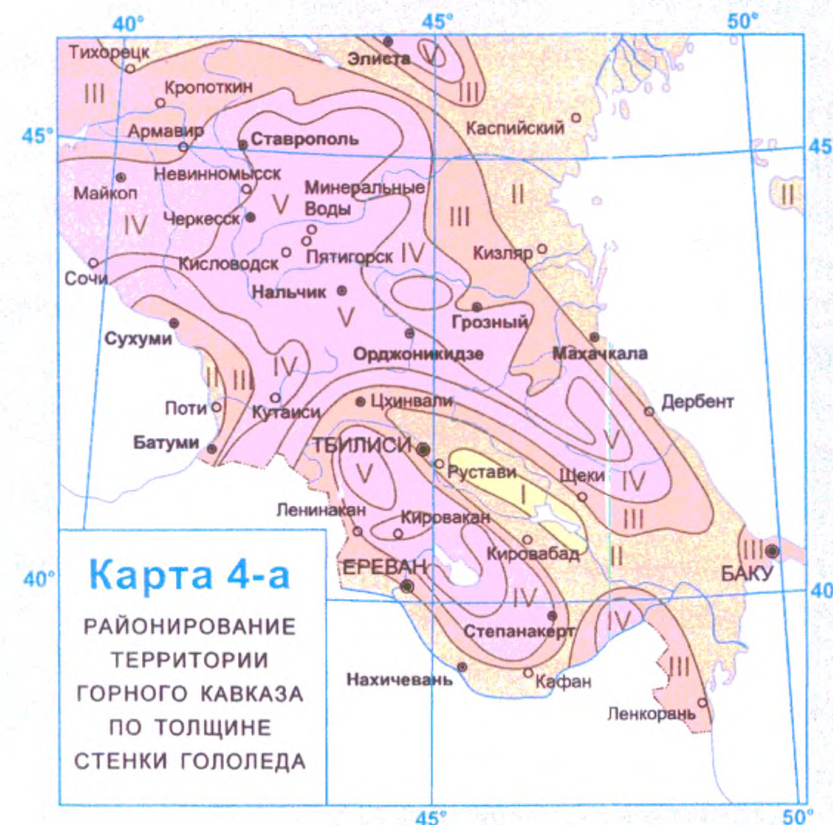 40°
45°
50°
Тихорецк
Элиста
V
III
Кропоткин
III
Каспийский
45°
Армавир
Ставрополь
45
Невинномысск
Майкоп
Минеральные
Воды
II
II
IV
Черкесск
V
III
IV
Кисловодск
Пятигорск
Кизляр
Сочи
Нальчик
V
Грозный
Сухуми
Орджоникидзе
Махачкала
IV
II
III
Поти
Кутаиси
Цхинвали
Дербент
Батуми
ТБИЛИСИ
V
Рустави
V
Щеки
IV
I
III
Ленинакан
Кировакан
Кировабад
II
III
БАКУ
40°
ЕРЕВАН
40
IV
Степанакерт
IV
Нахичевань
Кафан
III
Ленкорань
Карта 4-а
РАЙОНИРОВАНИЕ
ТЕРРИТОРИИ
ГОРНОГО КАВКАЗА
ПО ТОЛЩИНЕ
СТЕНКИ ГОЛОЛЕДА
45°
50°